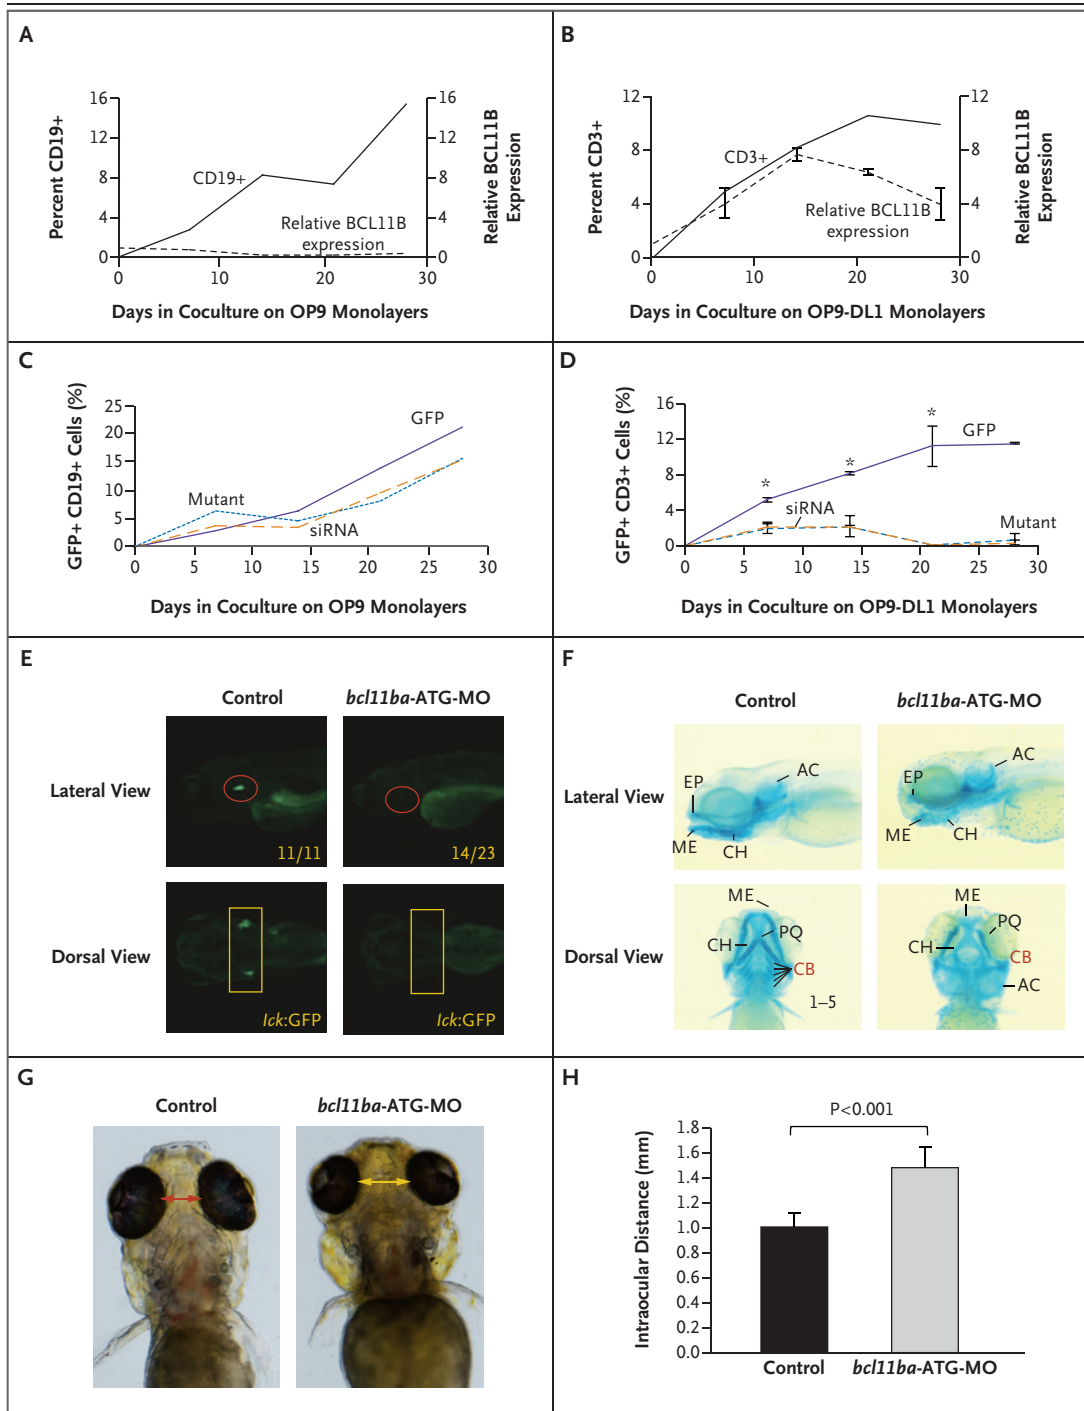 A
16
12
8
4
0
Percent CD19+
CD19+
Relative BCL11B
expression
16
12
8
4
0
Relative BCL11B
Expression
0
10
20
30
Days in Coculture on OP9 Monolayers
B
12
8
4
0
Percent CD3+
CD3+
Relative BCL11B
expression
12
8
4
0
Relative BCL11B
Expression
0
10
20
30
Days in Coculture on OP9-DL1 Monolayers
C
25
20
15
10
5
0
GFP+ CD19+ Cells (%)
GFP
Mutant
siRNA
0
5
10
15
20
25
30
Days in Coculture on OP9 Monolayers
D
16
12
8
4
0
GFP+ CD3+ Cells (%)
*
*
*
GFP
siRNA
Mutant
0
5
10
15
20
25
30
Days in Coculture on OP9-DL1 Monolayers
E
Control
bcl11ba-ATG-MO
Lateral View
11/11
14/23
Dorsal View
lck:GFP
lck:GFP
F
Control
bcl11ba-ATG-MO
Lateral View
EP
AC
ME
CH
EP
AC
ME
CH
Dorsal View
ME
PQ
CH
CB
1–5
ME
PQ
CH
CB
AC
G
Control
bcl11ba-ATG-MO
H
P<0.001
1.8
1.6
1.4
1.2
1.0
0.8
0.6
0.4
0.2
0.0
Intraocular Distance (mm)
Control
bcl11ba-ATG-MO